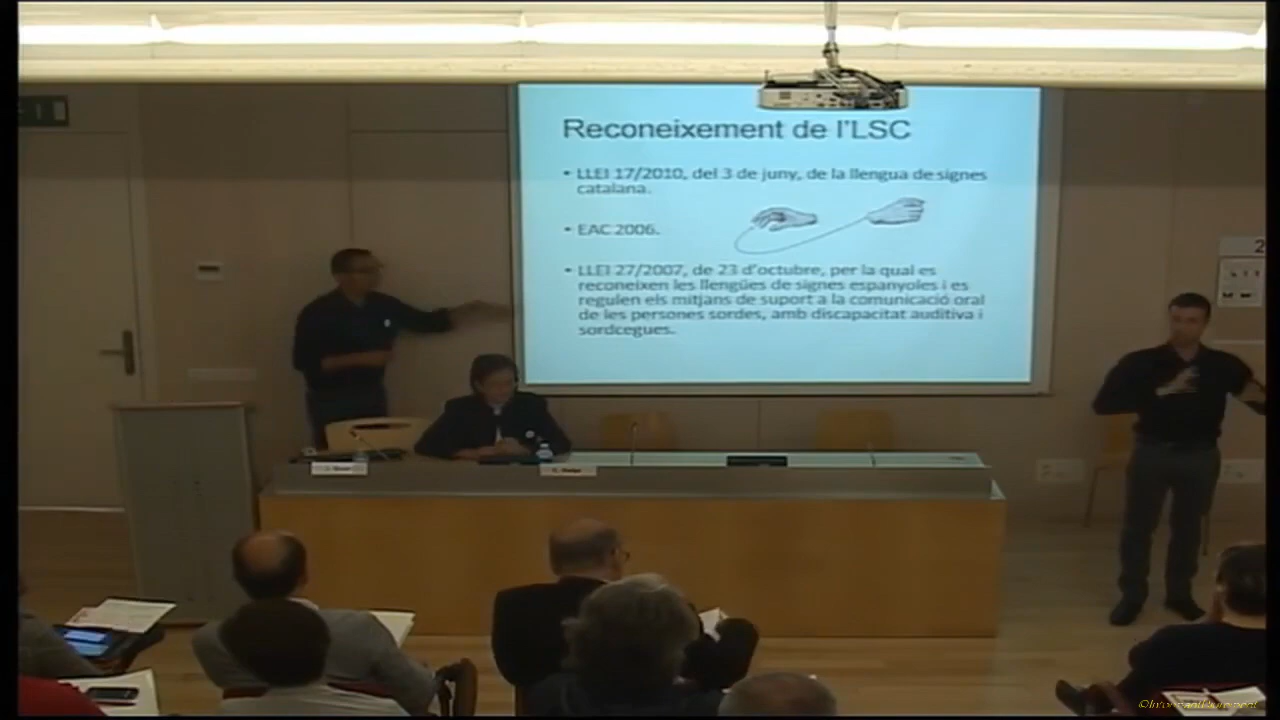 Reconeixement de l'LSC
• LLEI 17/2010, del 3 de juny, de la llengua de signes
catalana.
• EAC 2006.
• LLEI 27/2007, de 23 d'octubre, per la qual es
reconeixen les llengües de signes espanyoles i es
regulen els mitjans de suport a la comunicació oral
de les persones sordes, amb discapacitat auditiva i
sordcegues.
2